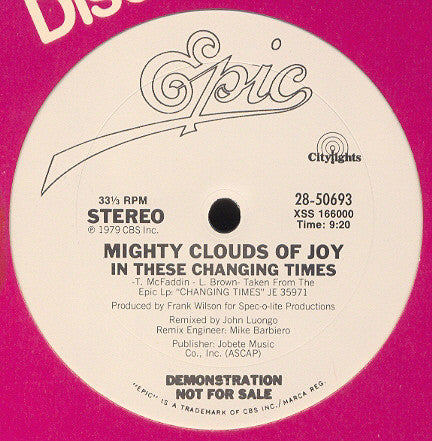 Disc
Epic
Citylights
33⅓ RPM
STEREO
℗ 1979 CBS Inc.
28-50693
XSS 166000
Time: 9:20
MIGHTY CLOUDS OF JOY
IN THESE CHANGING TIMES
-T. McFaddin - L. Brown- Taken From The
Epic Lp: "CHANGING TIMES" JE 35971
Produced by Frank Wilson for Spec-o-lite Productions
Remixed by John Luongo
Remix Engineer: Mike Barbiero
Publisher: Jobete Music
Co., Inc. (ASCAP)
DEMONSTRATION
NOT FOR SALE
"EPIC" IS A TRADEMARK OF CBS INC./MARCA REG.